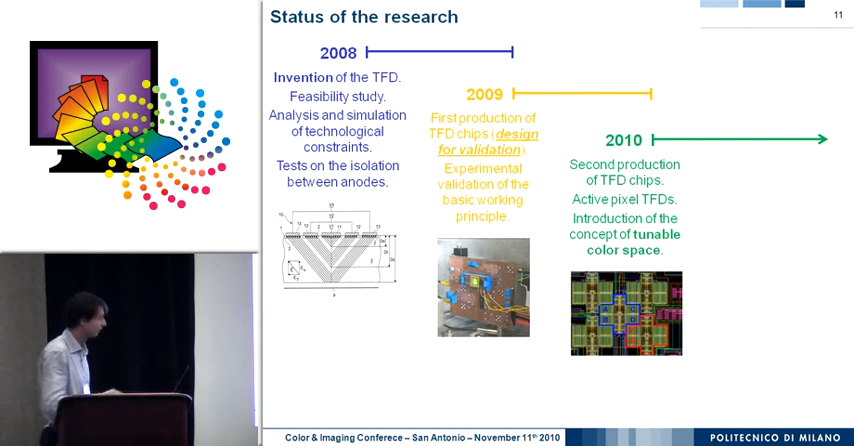 Status of the research
11
2008
Invention of the TFD.
Feasibility study.
Analysis and simulation
of technological
constraints.
Tests on the isolation
between anodes.
2009
First production of
TFD chips (design
for validation).
Experimental
validation of the
basic working
principle.
2010
Second production
of TFD chips.
Active pixel TFDs.
Introduction of the
concept of tunable
color space.
Color & Imaging Conferece – San Antonio – November 11th 2010
POLITECNICO DI MILANO